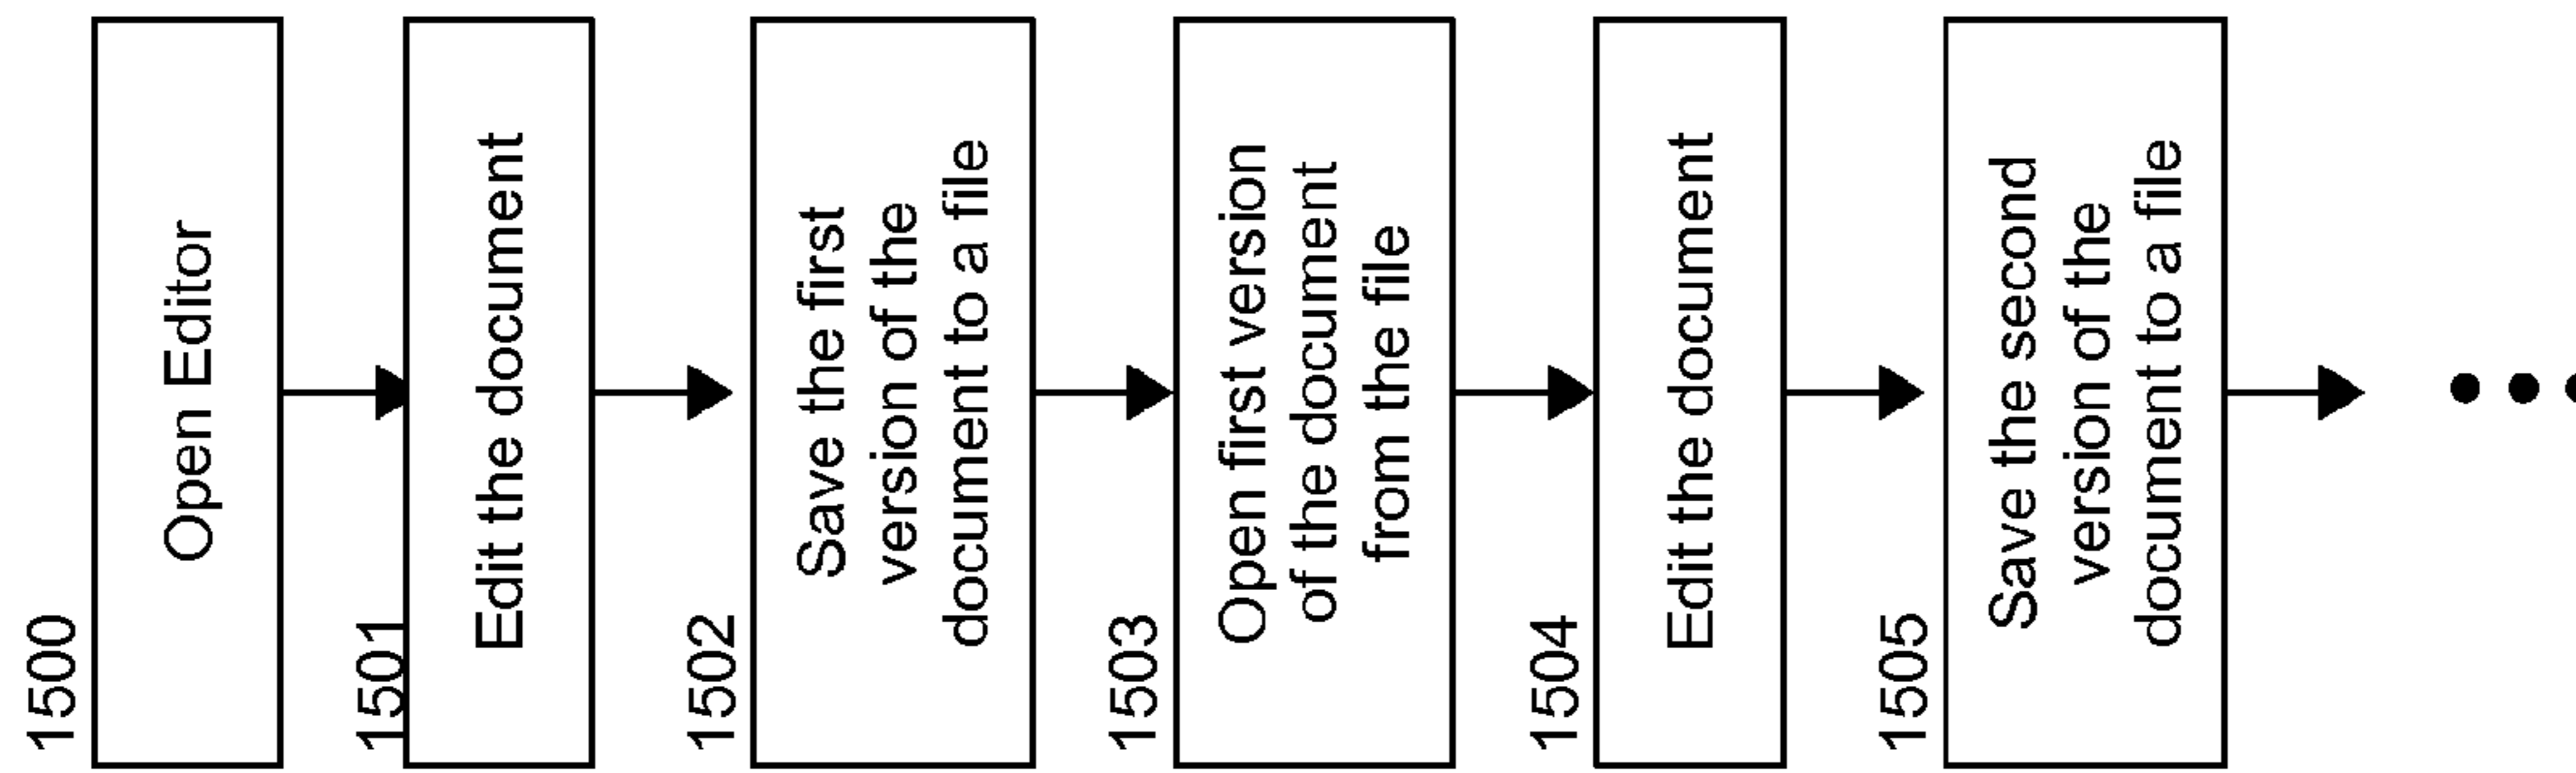 1500
Open Editor
1501
Edit the document
1502
Save the first
version of the
document to a file
1503
Open first version
of the document
from the file
1504
Edit the document
1505
Save the second
version of the
document to a file